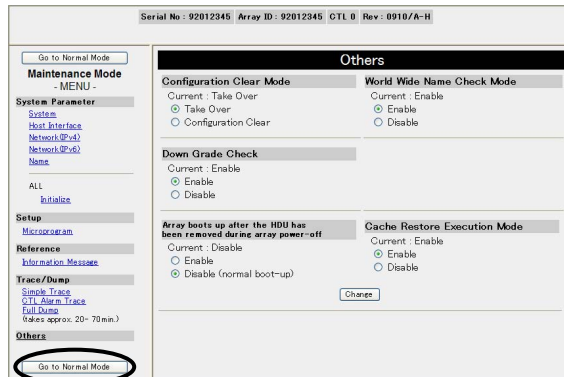 Serial No : 92012345 Array ID : 92012345 CTL 0 Rev : 0910/A-H
Go to Normal Mode
Maintenance Mode
- MENU -
System Parameter
System
Host Interface
Network(IPv4)
Network(IPv6)
Name
ALL
Initialize
Setup
Microprogram
Reference
Information Message
Trace/Dump
Simple Trace
CTL Alarm Trace
Full Dump
(takes approx. 20- 70min.)
Others
Go to Normal Mode
Others
Configuration Clear Mode
Current : Take Over
Take Over
Configuration Clear
World Wide Name Check Mode
Current : Enable
Enable
Disable
Down Grade Check
Current : Enable
Enable
Disable
Array boots up after the HDU has
been removed during array power-off
Current : Disable
Enable
Disable (normal boot-up)
Cache Restore Execution Mode
Current : Enable
Enable
Disable
Change